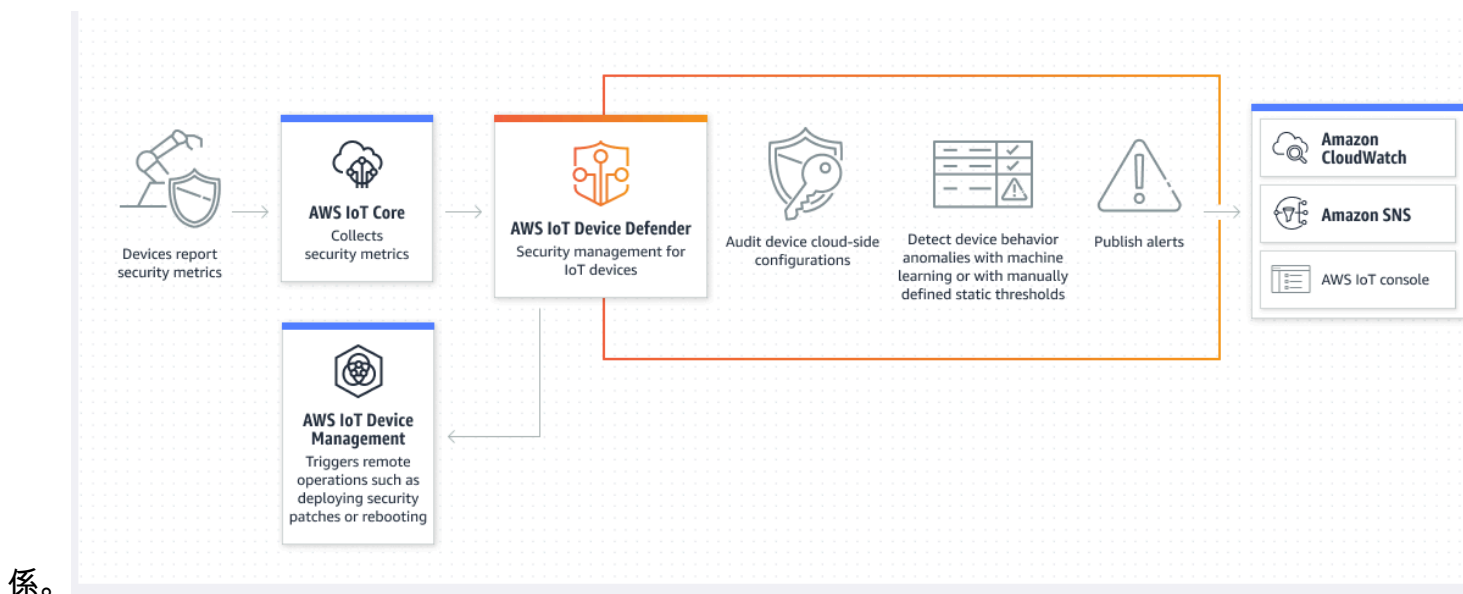 Devices report
security metrics
AWS IoT Core
Collects
security metrics
AWS IoT Device Defender
Security management for
IoT devices
Audit device cloud-side
configurations
Detect device behavior
anomalies with machine
learning or with manually
defined static thresholds
Publish alerts
Amazon
CloudWatch
Amazon SNS
AWS IoT console
AWS IoT Device
Management
Triggers remote
operations such as
deploying security
patches or rebooting
係。